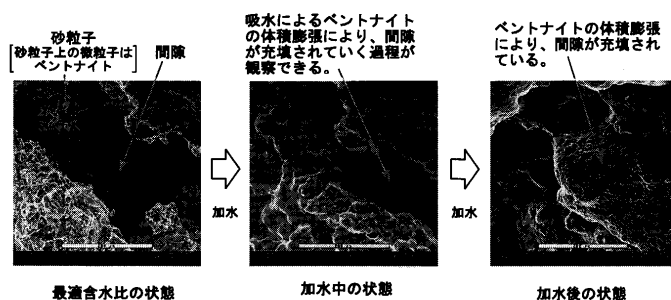 砂粒子
[砂粒子上の微粒子は
ベントナイト]
間隙
吸水によるベントナイト
の体積膨張により、間隙
が充填されていく過程が
観察できる。
ベントナイトの体積膨張
により、間隙が充填され
ている。
加水
加水
最適含水比の状態
加水中の状態
加水後の状態